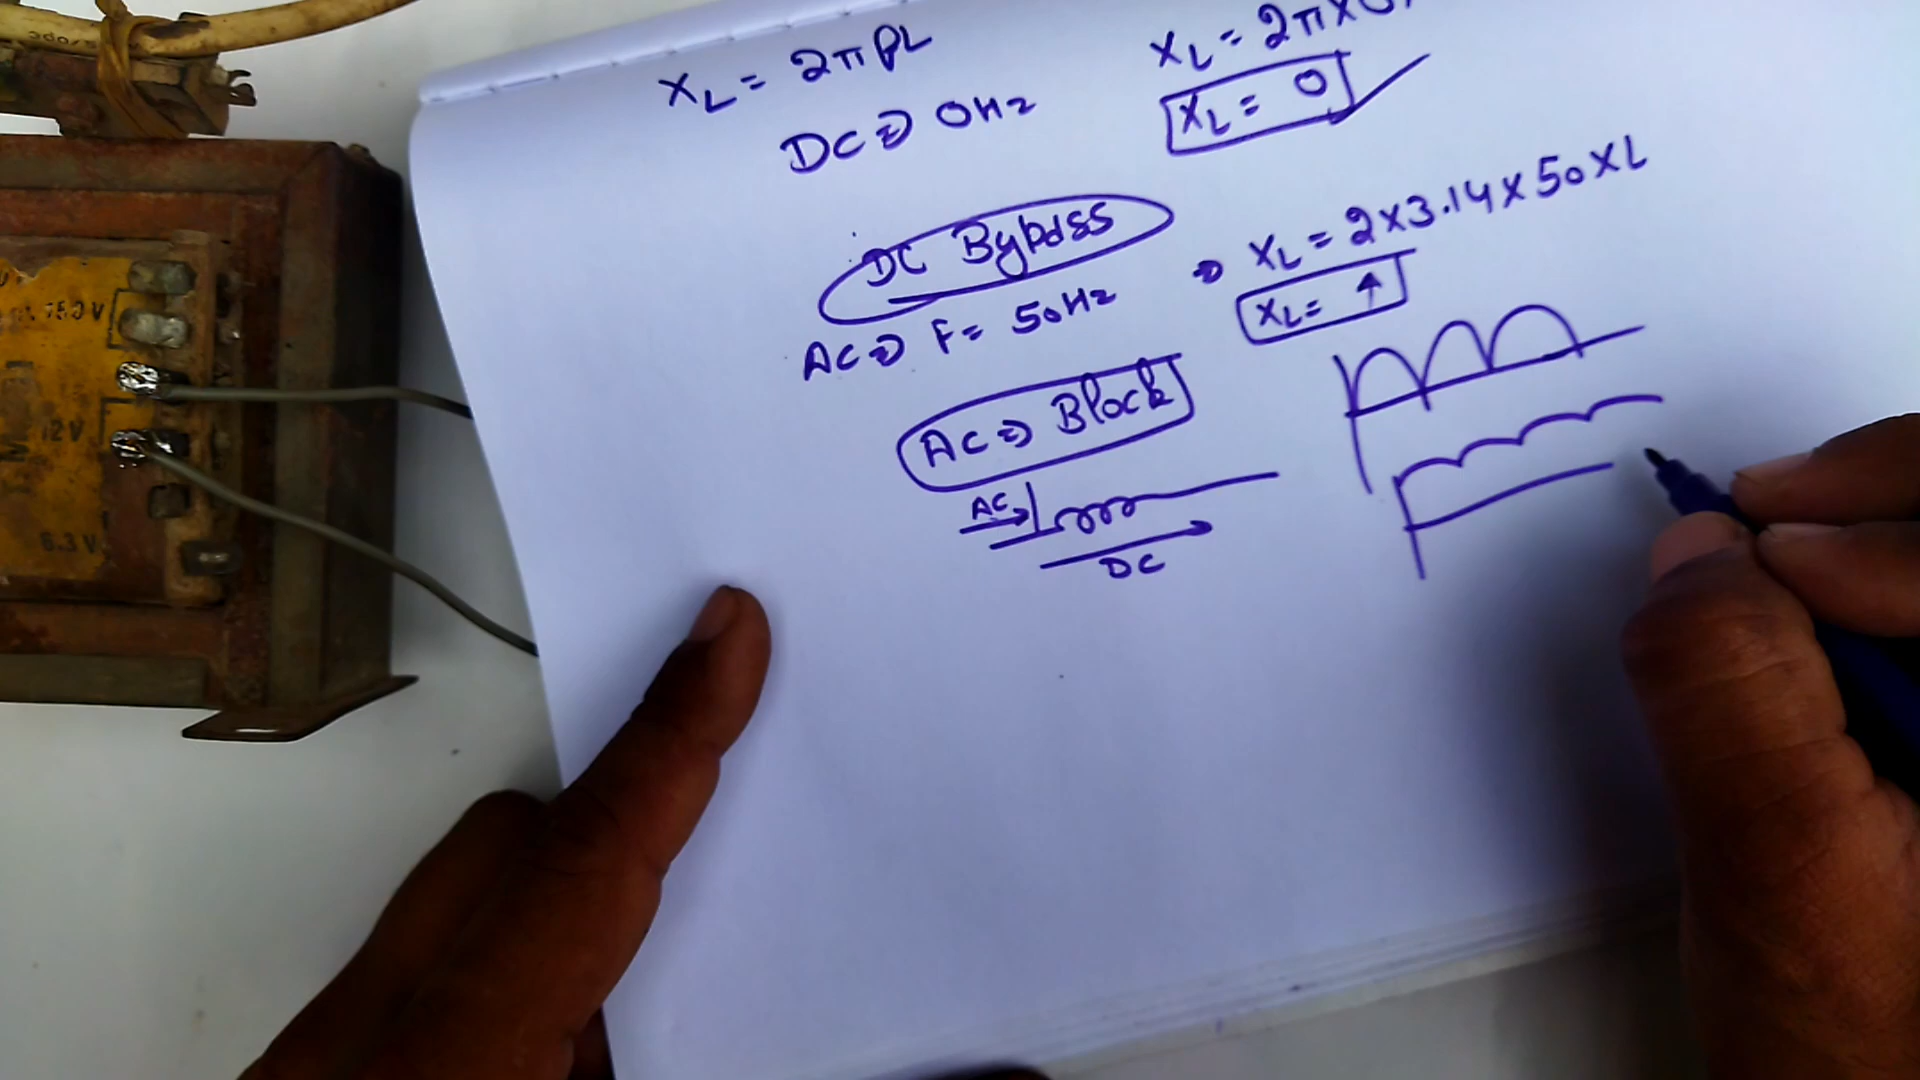 XL = 2πfL
XL = 2π×0
DC ⇒ 0Hz
XL = 0
DC Bypass
AC ⇒ F = 50Hz
⇒ XL = 2×3.14×50×L
XL = ↑
AC ⇒ Block
AC
DC
12V
6.3V